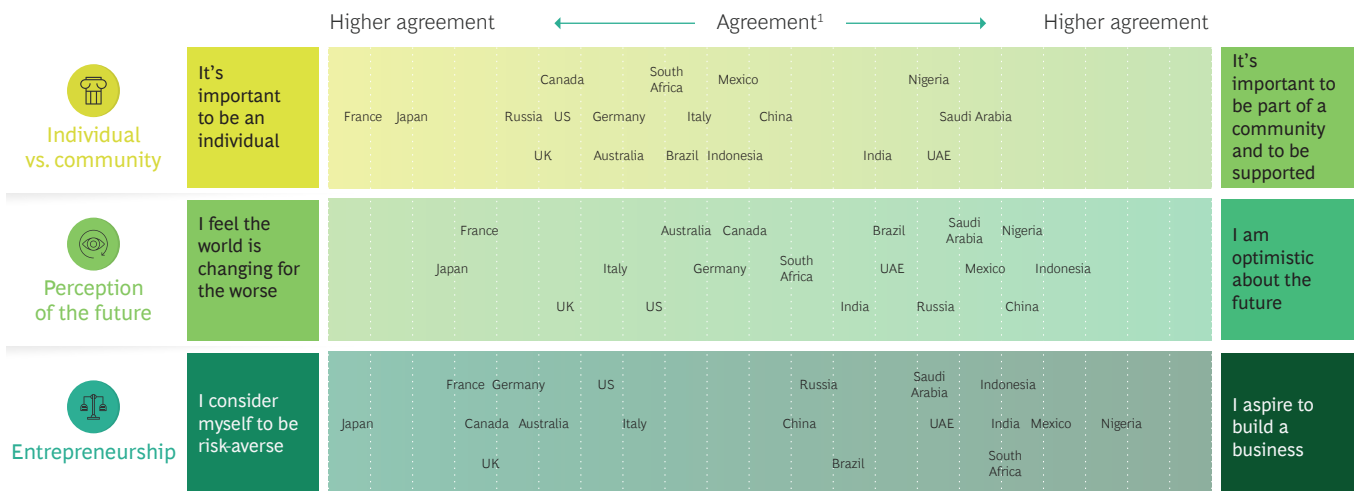 Higher agreement
Agreement¹
Higher agreement
Individual
vs. community
It's
important
to be an
individual
Canada
South
Africa
Mexico
Nigeria
France
Japan
Russia
US
Germany
Italy
China
Saudi Arabia
UK
Australia
Brazil
Indonesia
India
UAE
It's
important to
be part of a
community
and to be
supported
Perception
of the future
I feel the
world is
changing for
the worse
France
Australia
Canada
Brazil
Saudi
Arabia
Nigeria
Japan
Italy
Germany
South
Africa
UAE
Mexico
Indonesia
UK
US
India
Russia
China
I am
optimistic
about the
future
Entrepreneurship
I consider
myself to be
risk-averse
France
Germany
US
Russia
Saudi
Arabia
Indonesia
Japan
Canada
Australia
Italy
China
UAE
India
Mexico
Nigeria
UK
Brazil
South
Africa
I aspire to
build a
business